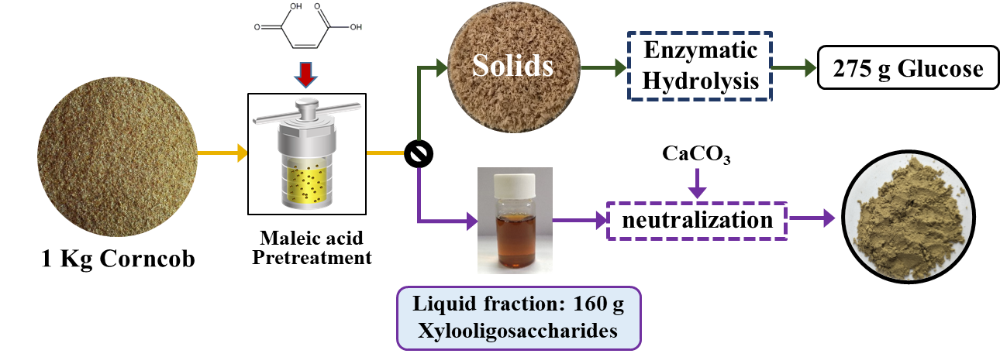 OH
O
O
OH
Solids
Enzymatic
Hydrolysis
275 g Glucose
CaCO₃
neutralization
Maleic acid
Pretreatment
1 Kg Corncob
Liquid fraction: 160 g
Xylooligosaccharides